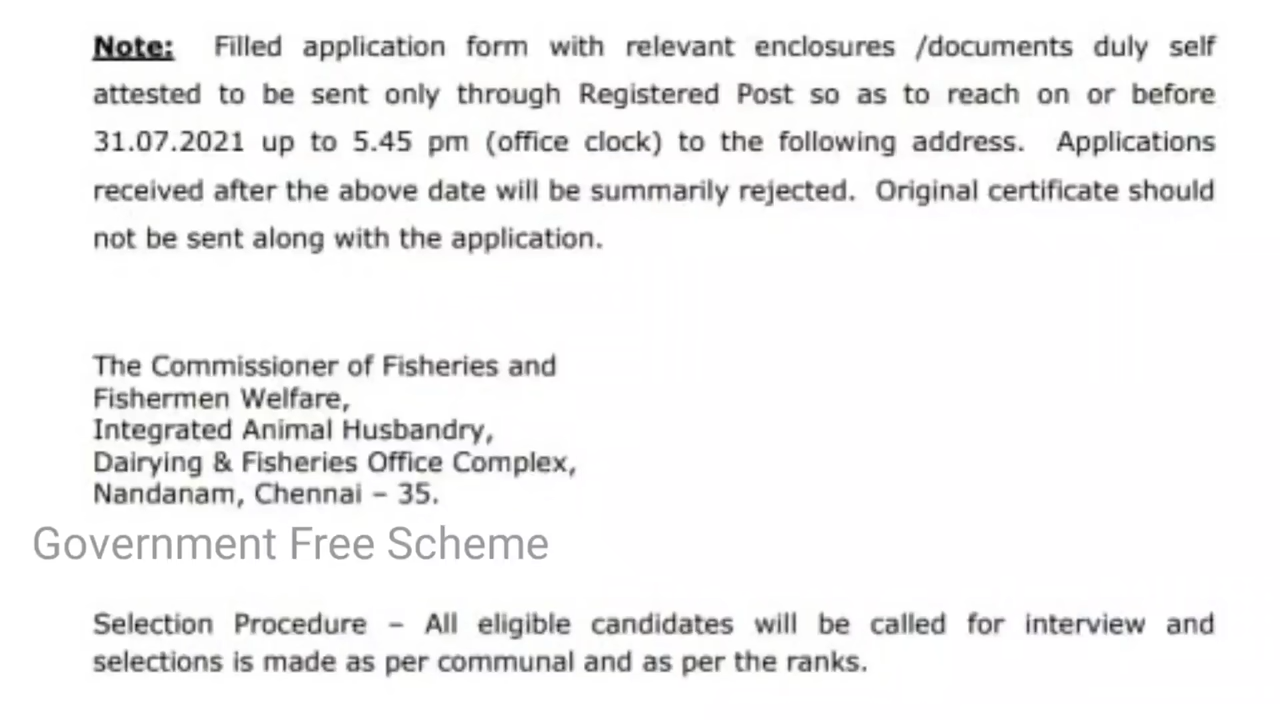 Note: Filled application form with relevant enclosures /documents duly self
attested to be sent only through Registered Post so as to reach on or before
31.07.2021 up to 5.45 pm (office clock) to the following address. Applications
received after the above date will be summarily rejected. Original certificate should
not be sent along with the application.
The Commissioner of Fisheries and
Fishermen Welfare,
Integrated Animal Husbandry,
Dairying & Fisheries Office Complex,
Nandanam, Chennai – 35.
Government Free Scheme
Selection Procedure – All eligible candidates will be called for interview and
selections is made as per communal and as per the ranks.